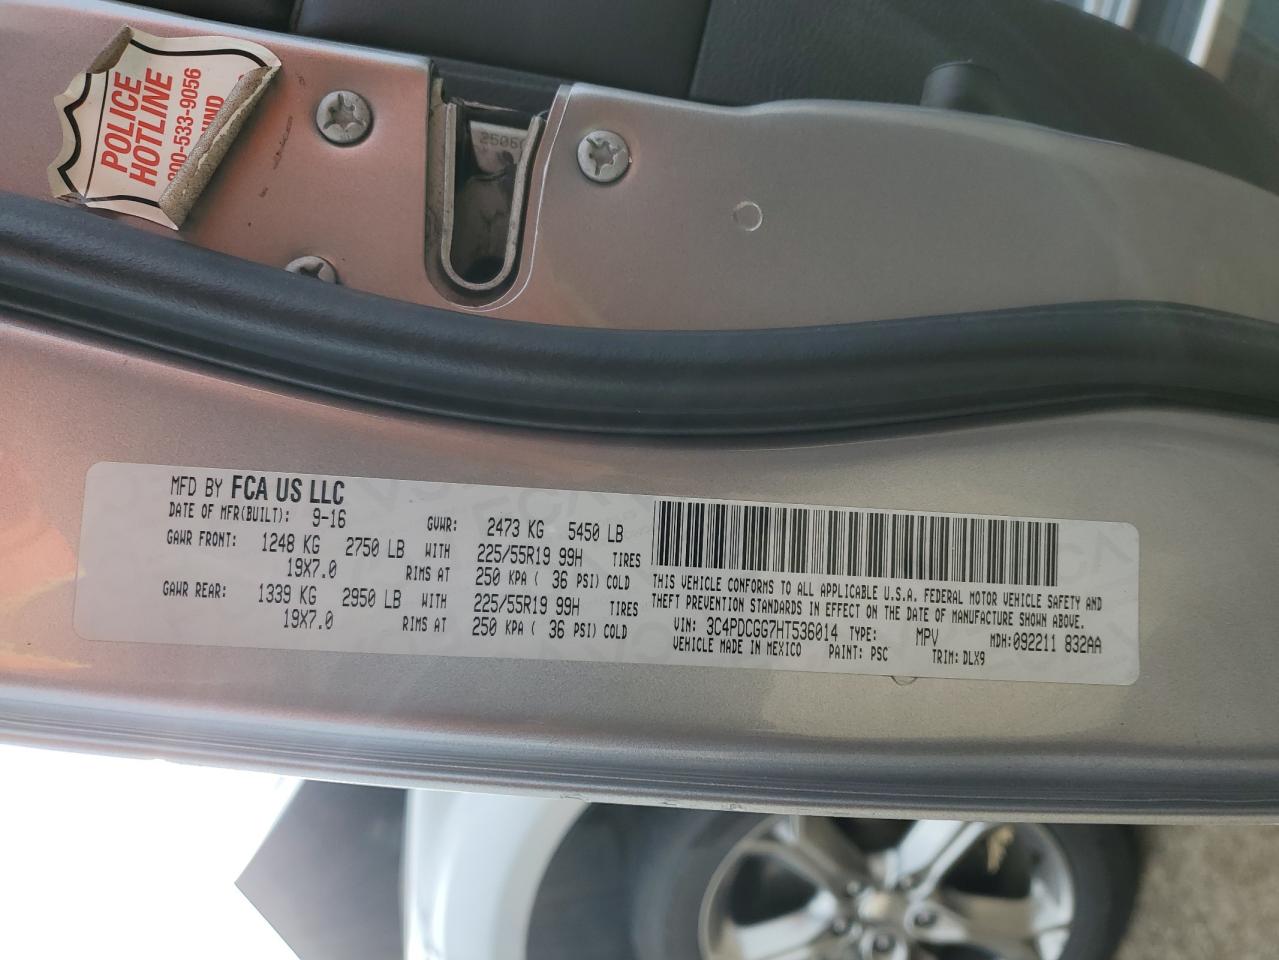 POLICE
HOTLINE
800-533-9056
25060
MFD BY FCA US LLC
DATE OF MFR(BUILT): 9-16 GVWR: 2473 KG 5450 LB
GAWR FRONT: 1248 KG 2750 LB WITH 225/55R19 99H TIRES
19X7.0 RIMS AT 250 KPA ( 36 PSI) COLD
GAWR REAR: 1339 KG 2950 LB WITH 225/55R19 99H TIRES
19X7.0 RIMS AT 250 KPA ( 36 PSI) COLD
THIS VEHICLE CONFORMS TO ALL APPLICABLE U.S.A. FEDERAL MOTOR VEHICLE SAFETY AND
THEFT PREVENTION STANDARDS IN EFFECT ON THE DATE OF MANUFACTURE SHOWN ABOVE.
VIN: 3C4PDCGG7HT536014 TYPE: MPV MDH:092211 832AA
VEHICLE MADE IN MEXICO PAINT: PSC TRIM: DLX9